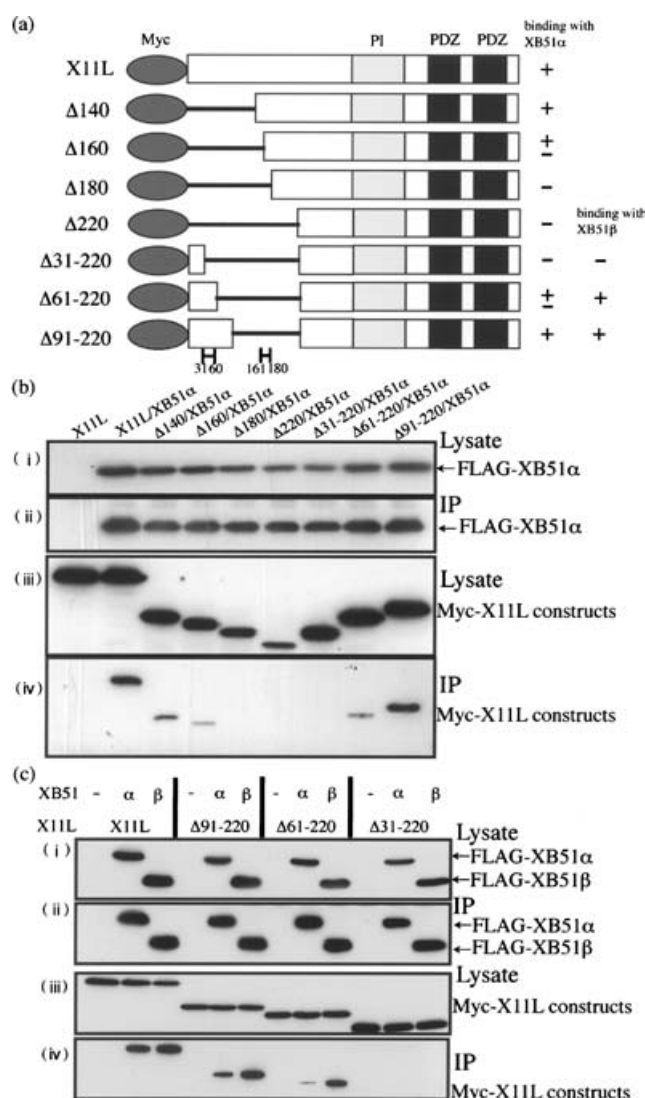 (a)
Myc PI PDZ PDZ binding with XB51α
X11L +
Δ140 +
Δ160 ±
Δ180 -
Δ220 - binding with XB51β
Δ31-220 - -
Δ61-220 ± +
Δ91-220 + +
3160 161180
(b)
X11L X11L/XB51α Δ140/XB51α Δ160/XB51α Δ180/XB51α Δ220/XB51α Δ31-220/XB51α Δ61-220/XB51α Δ91-220/XB51α
Lysate
(i) ←FLAG-XB51α
IP
(ii) ←FLAG-XB51α
(iii) Lysate
Myc-X11L constructs
(iv) IP
Myc-X11L constructs
(c)
XB51 - α β - α β - α β - α β
X11L X11L Δ91-220 Δ61-220 Δ31-220
Lysate
(i) ←FLAG-XB51α
←FLAG-XB51β
IP
(ii) ←FLAG-XB51α
←FLAG-XB51β
Lysate
(iii) Myc-X11L constructs
(iv) IP
Myc-X11L constructs